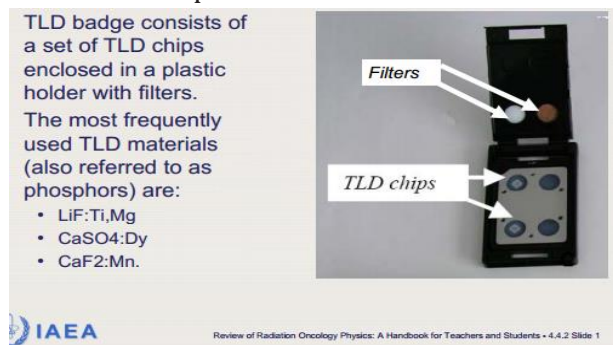 TLD badge consists of
a set of TLD chips
enclosed in a plastic
holder with filters.
The most frequently
used TLD materials
(also referred to as
phosphors) are:
• LiF:Ti,Mg
• CaSO4:Dy
• CaF2:Mn.
Filters
TLD chips
IAEA
Review of Radiation Oncology Physics: A Handbook for Teachers and Students • 4.4.2 Slide 1